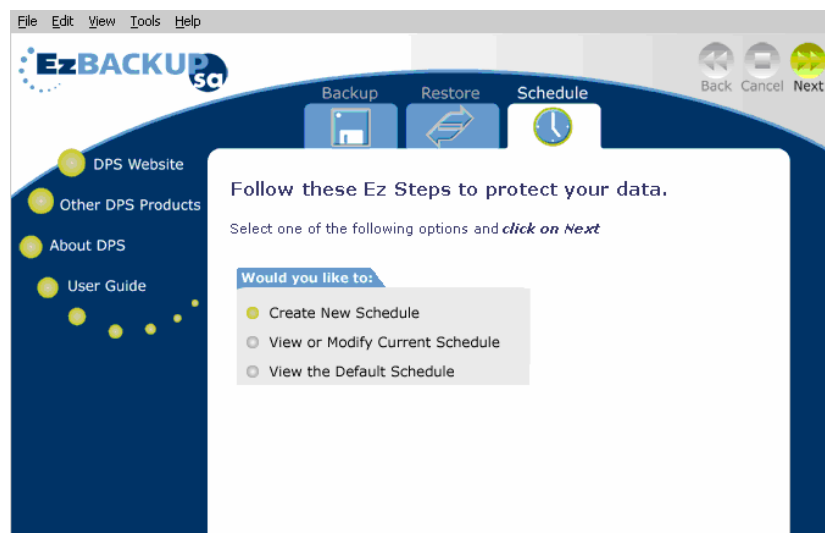 File Edit View Tools Help
EzBACKUP
sa
Backup Restore Schedule
Back Cancel Next
DPS Website
Other DPS Products
About DPS
User Guide
Follow these Ez Steps to protect your data.
Select one of the following options and click on Next
Would you like to:
Create New Schedule
View or Modify Current Schedule
View the Default Schedule